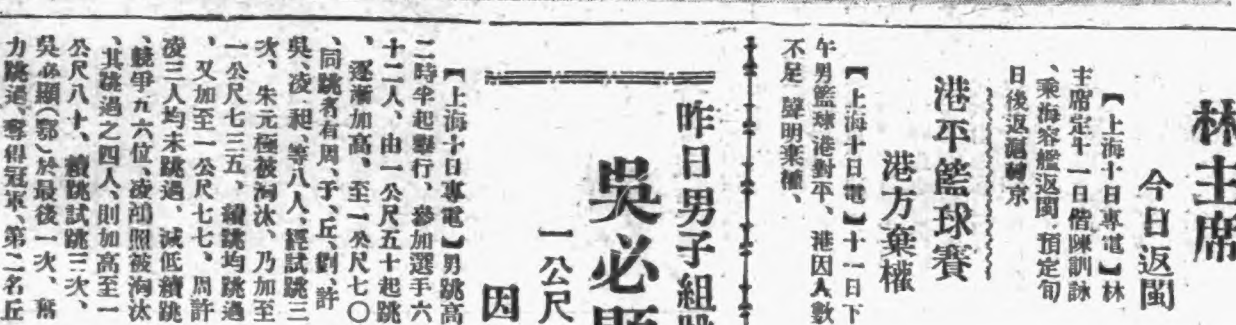 林主席
今日返閩
【上海十日專電】林
主席定十一日偕陳訓詠
、乘海容艦返閩、預定旬
日後返滬轉京
港平籃球賽
港方棄權
【上海十日電】十一日下
午男籃球港對平、港因人數
不足 聲明棄權、
昨日男子組
吳必
一公尺
因
【上海十日專電】男跳高
二時半起舉行、參加選手六
十二人、由一公尺五十起跳
、逐漸加高、至一公尺七〇
、同跳者有周、于、丘、劉、許
吳、凌、昶、等八人、經試跳三
次、朱元極被淘汰、乃加至
一公尺七三五、續跳均跳過
、又加至一公尺七七、周許
凌三人均未跳過、減低續跳
、競爭五六位、凌鴻照被淘汰
、其跳過之四人、則加高至一
公尺八十、續跳試跳三次、
吳必顯（鄂）於最後一次、奮
力跳過、奪得冠軍、第二名丘